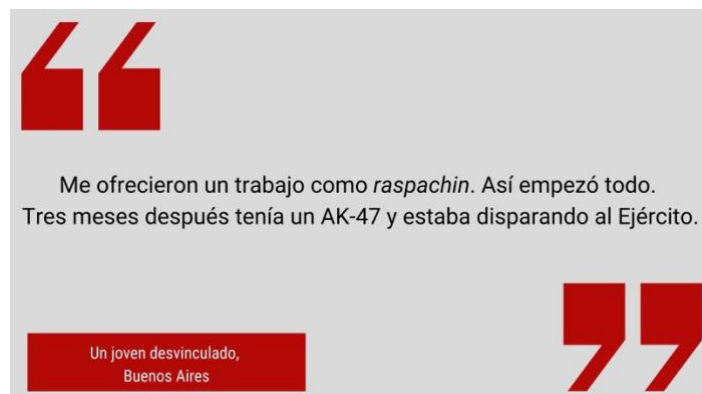 Me ofrecieron un trabajo como raspachin. Así empezó todo.
Tres meses después tenía un AK-47 y estaba disparando al Ejército.
Un joven desvinculado,
Buenos Aires